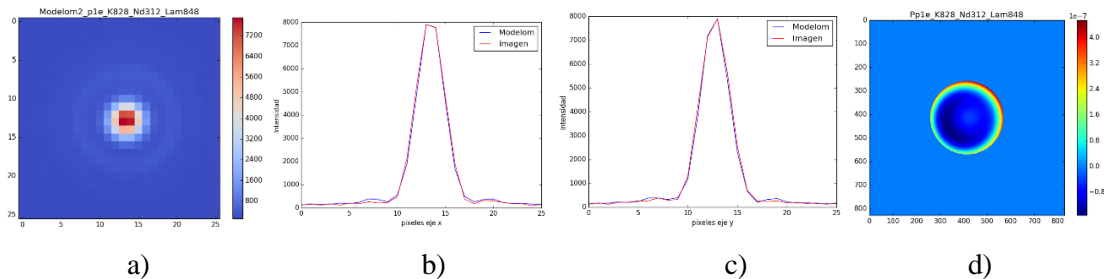 Modelom2_p1e_K828_Nd312_Lam848
0
5
10
15
20
25
0 5 10 15 20 25
7200
6400
5600
4800
4000
3200
2400
1600
800
a)
8000
7000
6000
5000
4000
3000
2000
1000
0
Intensidad
Modelom
Imagen
0 5 10 15 20 25
pixeles eje x
b)
8000
7000
6000
5000
4000
3000
2000
1000
0
Intensidad
Modelom
Imagen
0 5 10 15 20 25
pixeles eje y
c)
Pp1e_K828_Nd312_Lam848
0
100
200
300
400
500
600
700
800
0 100 200 300 400 500 600 700 800
1e-7
4.0
3.2
2.4
1.6
0.8
0.0
−0.8
d)